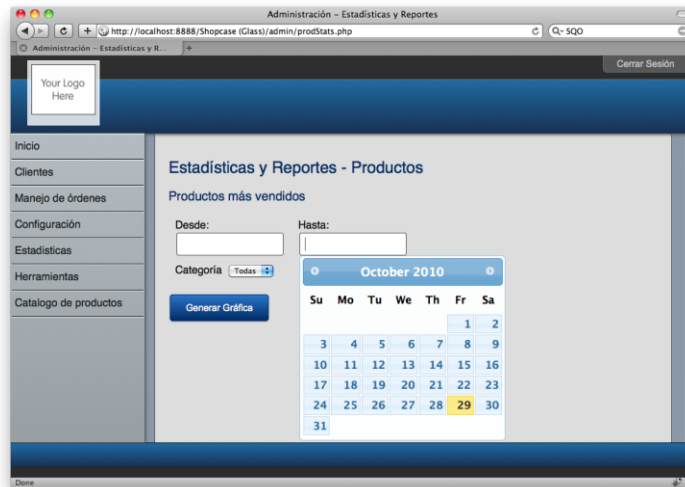 Administración – Estadísticas y Reportes
http://localhost:8888/Shopcase (Glass)/admin/prodStats.php
SQO
Administración – Estadísticas y R...
Cerrar Sesión
Your Logo
Here
Inicio
Clientes
Manejo de órdenes
Configuración
Estadísticas
Herramientas
Catalogo de productos
Estadísticas y Reportes - Productos
Productos más vendidos
Desde:
Hasta:
Categoría Todas
Generar Gráfica
October 2010
Su Mo Tu We Th Fr Sa
1 2
3 4 5 6 7 8 9
10 11 12 13 14 15 16
17 18 19 20 21 22 23
24 25 26 27 28 29 30
31
Done